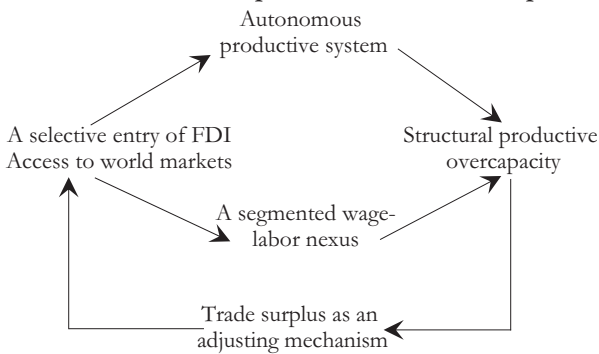 Autonomous
productive system
A selective entry of FDI
Access to world markets
Structural productive
overcapacity
A segmented wage-
labor nexus
Trade surplus as an
adjusting mechanism